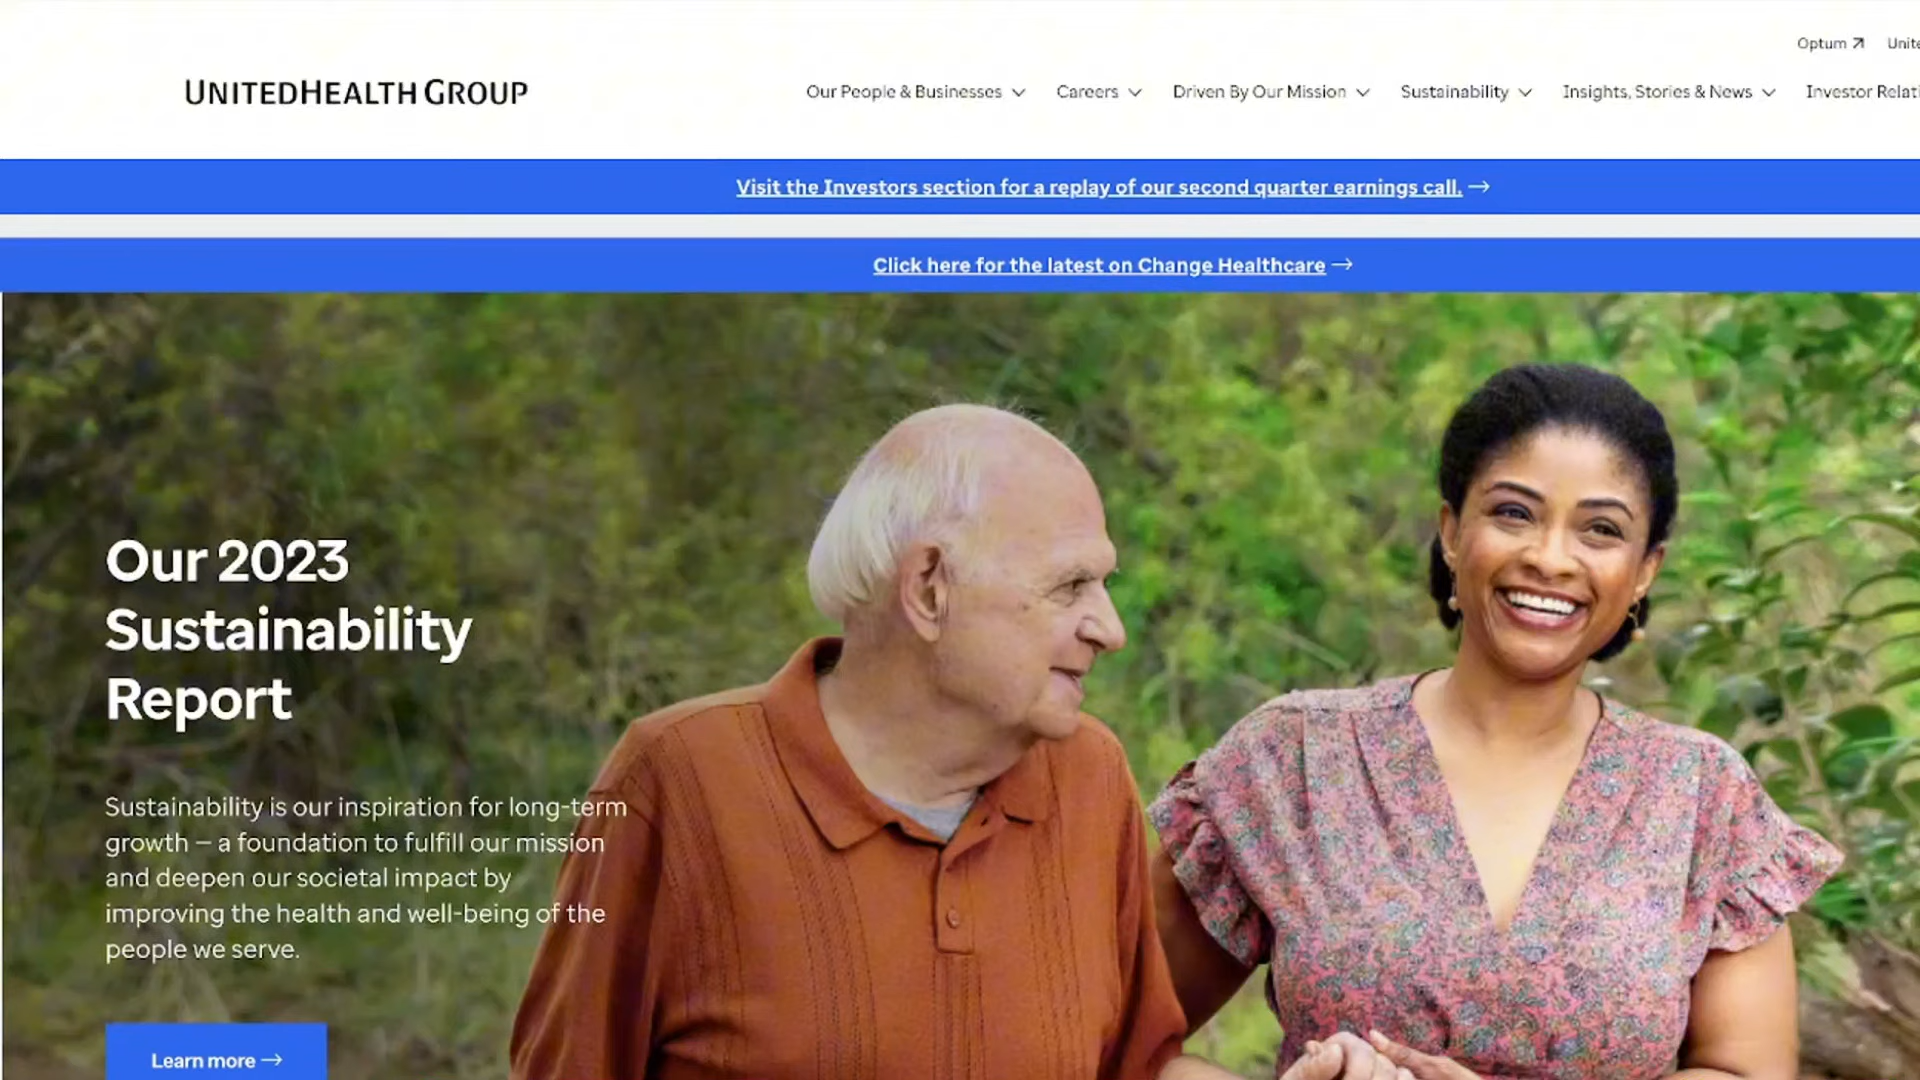 Optum
UNITEDHEALTH GROUP
Our People & Businesses
Careers
Driven By Our Mission
Sustainability
Insights, Stories & News
Investor
Visit the Investors section for a replay of our second quarter earnings call. →
Click here for the latest on Change Healthcare →
Our 2023
Sustainability
Report
Sustainability is our inspiration for long-term
growth – a foundation to fulfill our mission
and deepen our societal impact by
improving the health and well-being of the
people we serve.
Learn more →